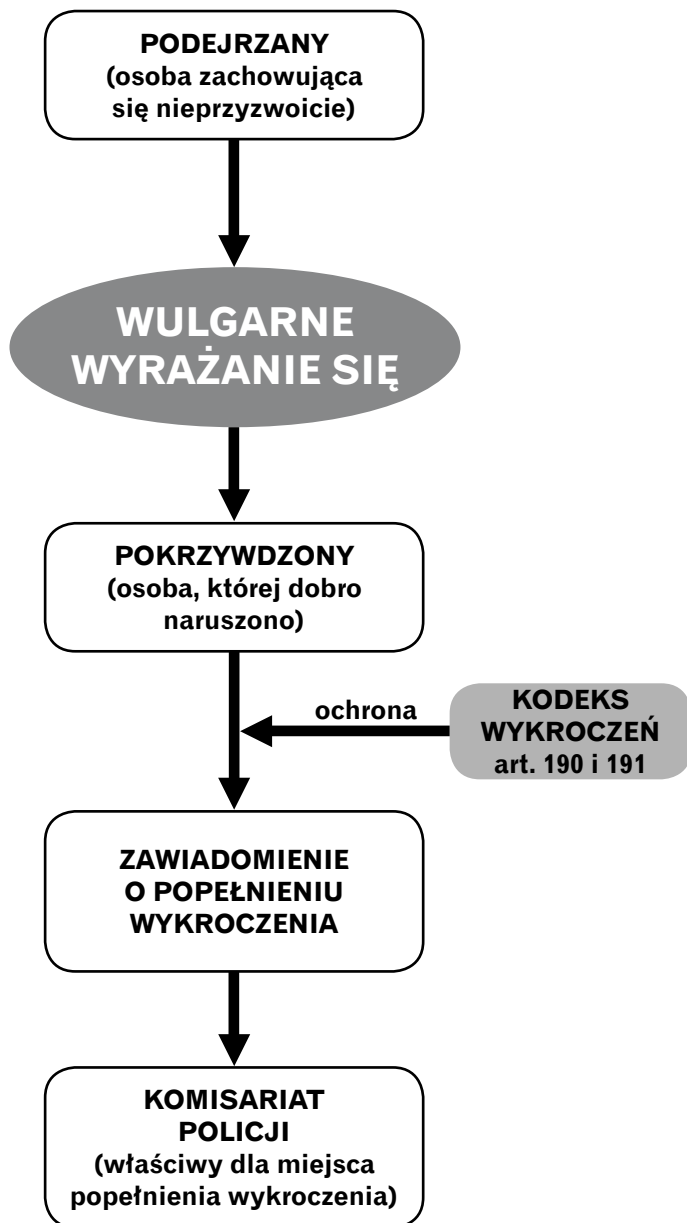 PODEJRZANY
(osoba zachowująca
się nieprzyzwoicie)
WULGARNE
WYRAŻANIE SIĘ
POKRZYWDZONY
(osoba, której dobro
naruszono)
ochrona
KODEKS
WYKROCZEŃ
art. 190 i 191
ZAWIADOMIENIE
O POPEŁNIENIU
WYKROCZENIA
KOMISARIAT
POLICJI
(właściwy dla miejsca
popełnienia wykroczenia)